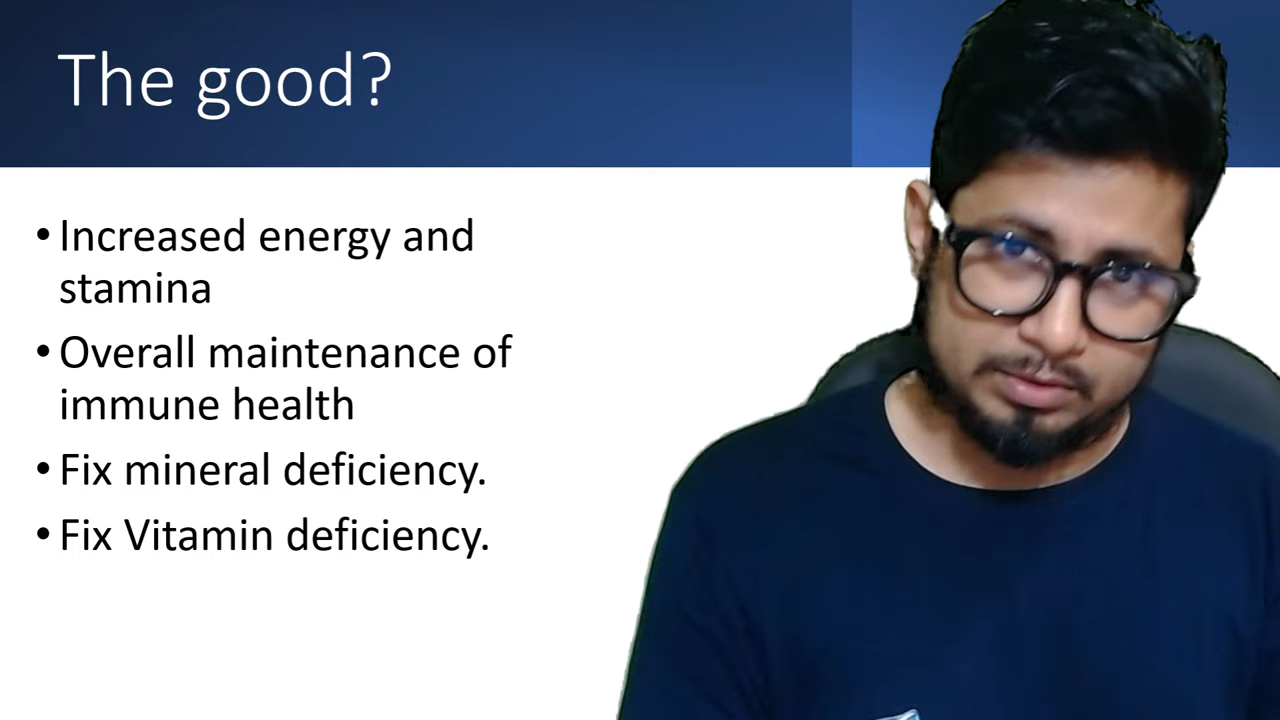 The good?
• Increased energy and
stamina
• Overall maintenance of
immune health
• Fix mineral deficiency.
• Fix Vitamin deficiency.